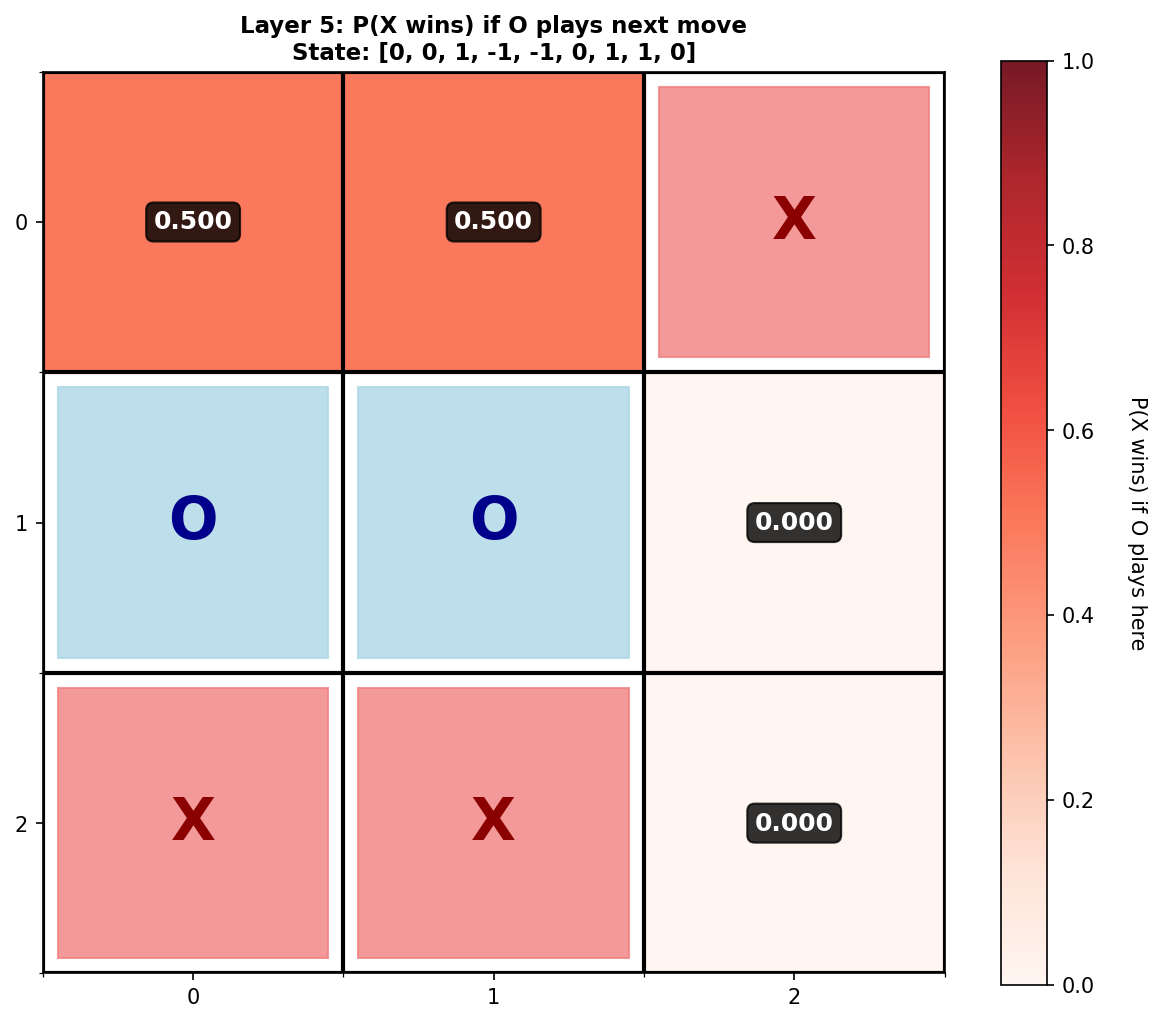 Layer 5: P(X wins) if O plays next move
State: [0, 0, 1, -1, -1, 0, 1, 1, 0]
0
0.500
0.500
X
1
O
O
0.000
2
X
X
0.000
0
1
2
1.0
0.8
0.6
0.4
0.2
0.0
P(X wins) if O plays here